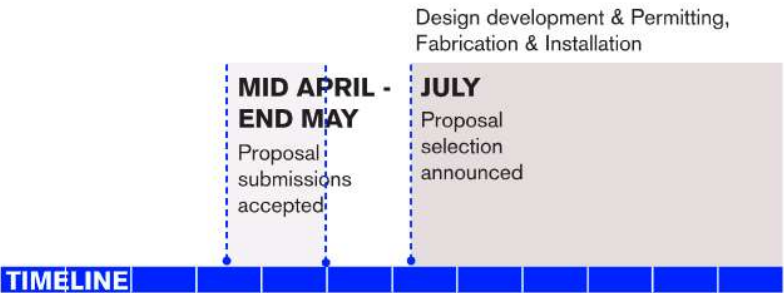 Design development & Permitting,
Fabrication & Installation
MID APRIL -
END MAY
Proposal
submissions
accepted
JULY
Proposal
selection
announced
TIMELINE